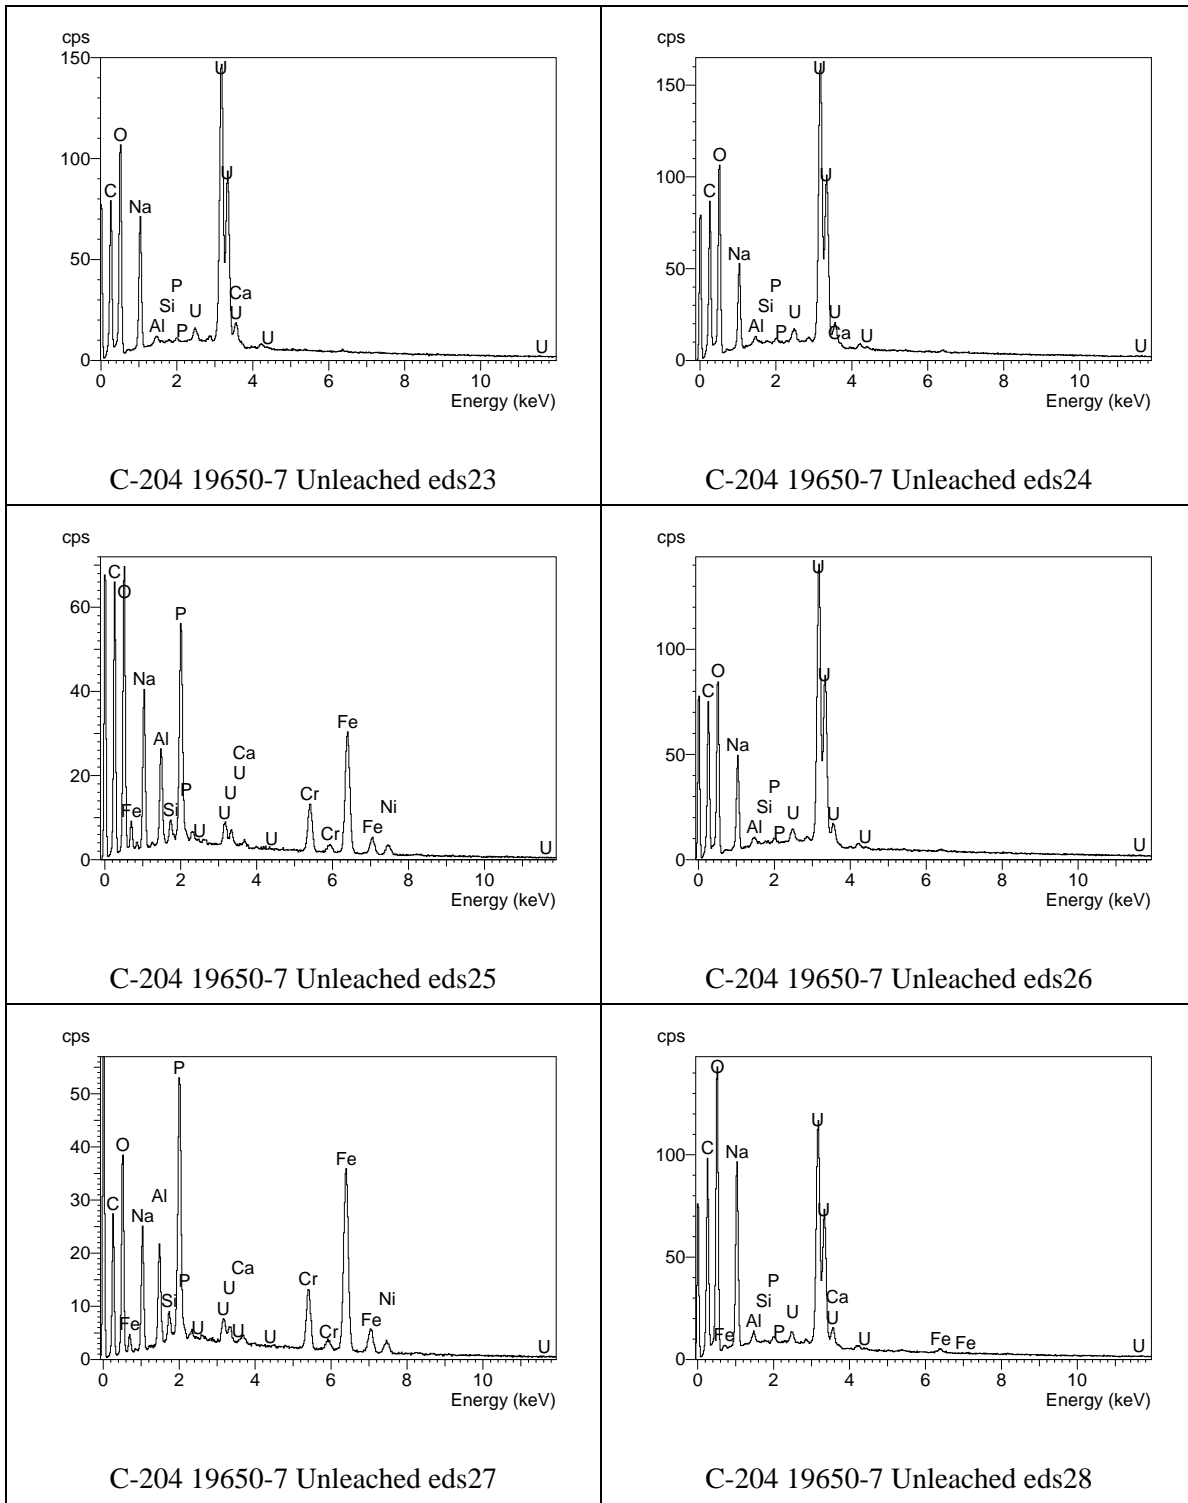 cps
150
100
50
0
C
O
Na
Al
Si
P
P
U
U
U
Ca
U
U
U
0 2 4 6 8 10
Energy (keV)
C-204 19650-7 Unleached eds23
cps
150
100
50
0
C
O
Na
Al
Si
P
P
U
U
U
U
Ca
U
U
0 2 4 6 8 10
Energy (keV)
C-204 19650-7 Unleached eds24
cps
60
40
20
0
C
O
Fe
Na
Al
Si
P
P
U
U
U
U
Ca
U
Cr
Cr
Fe
Fe
Ni
U
0 2 4 6 8 10
Energy (keV)
C-204 19650-7 Unleached eds25
cps
100
50
0
C
O
Na
Al
Si
P
P
U
U
U
U
U
U
0 2 4 6 8 10
Energy (keV)
C-204 19650-7 Unleached eds26
cps
50
40
30
20
10
0
C
O
Fe
Na
Al
Si
P
P
U
U
U
Ca
U
U
Cr
Cr
Fe
Fe
Ni
U
0 2 4 6 8 10
Energy (keV)
C-204 19650-7 Unleached eds27
cps
100
50
0
C
O
Fe
Na
Al
Si
P
P
U
U
U
Ca
U
U
Fe Fe
U
0 2 4 6 8 10
Energy (keV)
C-204 19650-7 Unleached eds28